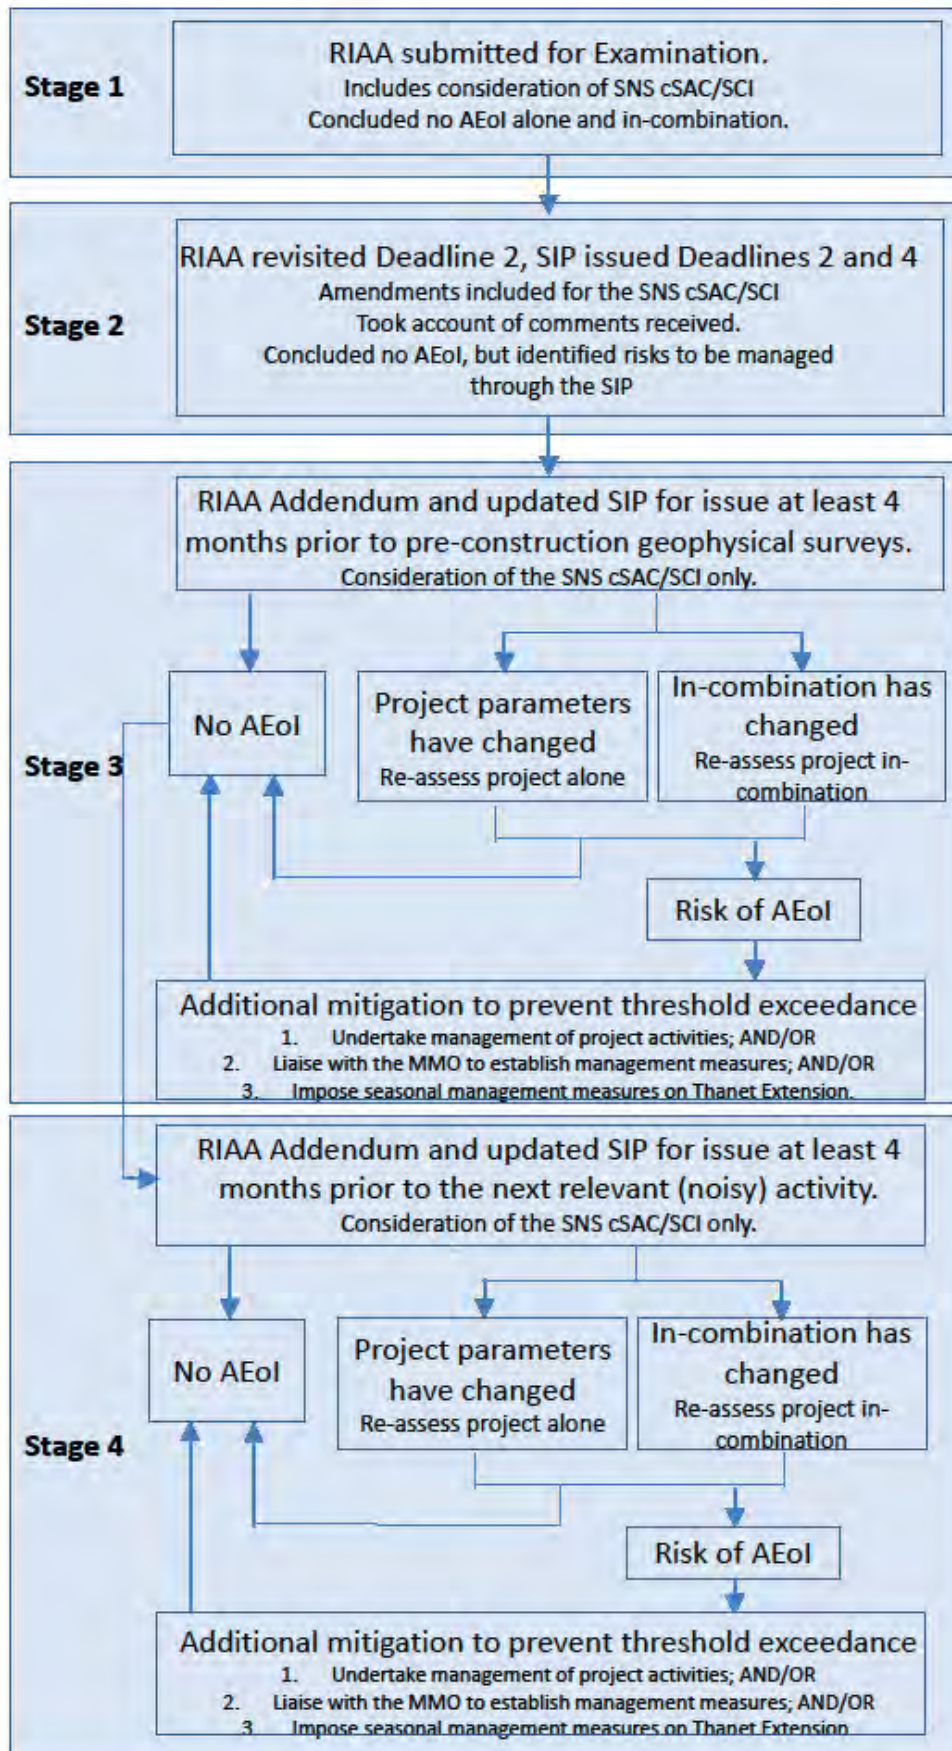 Stage 1
RIAA submitted for Examination.
Includes consideration of SNS cSAC/SCI
Concluded no AEoI alone and in-combination.
Stage 2
RIAA revisited Deadline 2, SIP issued Deadlines 2 and 4
Amendments included for the SNS cSAC/SCI
Took account of comments received.
Concluded no AEoI, but identified risks to be managed
through the SIP
Stage 3
RIAA Addendum and updated SIP for issue at least 4
months prior to pre-construction geophysical surveys.
Consideration of the SNS cSAC/SCI only.
No AEoI
Project parameters
have changed
Re-assess project alone
In-combination has
changed
Re-assess project in-
combination
Risk of AEoI
Additional mitigation to prevent threshold exceedance
1. Undertake management of project activities; AND/OR
2. Liaise with the MMO to establish management measures; AND/OR
3. Impose seasonal management measures on Thanet Extension.
Stage 4
RIAA Addendum and updated SIP for issue at least 4
months prior to the next relevant (noisy) activity.
Consideration of the SNS cSAC/SCI only.
No AEoI
Project parameters
have changed
Re-assess project alone
In-combination has
changed
Re-assess project in-
combination
Risk of AEoI
Additional mitigation to prevent threshold exceedance
1. Undertake management of project activities; AND/OR
2. Liaise with the MMO to establish management measures; AND/OR
3. Impose seasonal management measures on Thanet Extension